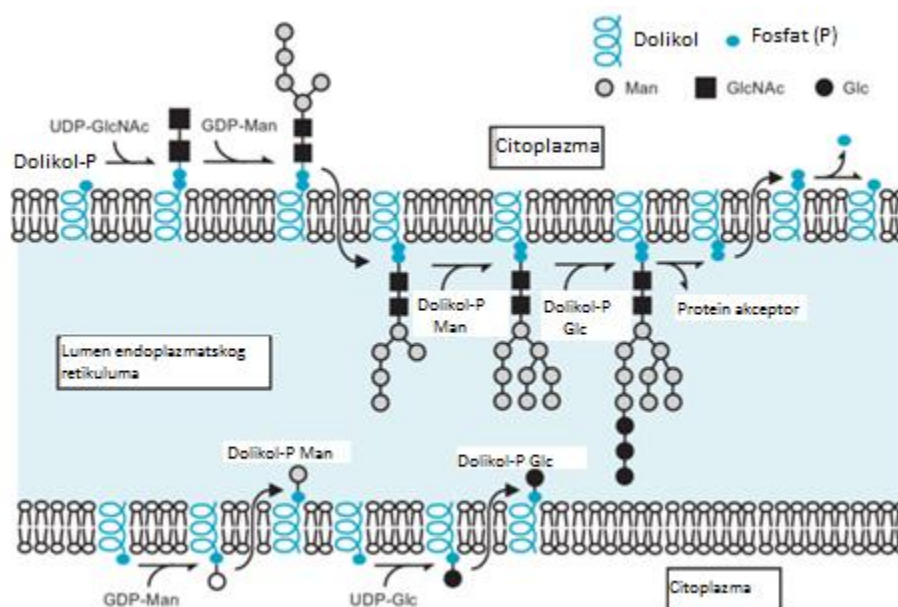 Dolikol
Fosfat (P)
Man
GlcNAc
Glc
UDP-GlcNAc
GDP-Man
Dolikol-P
Citoplazma
Dolikol-P
Man
Dolikol-P
Glc
Protein akceptor
Lumen endoplazmatskog
retikuluma
Dolikol-P Man
Dolikol-P Glc
GDP-Man
UDP-Glc
Citoplazma